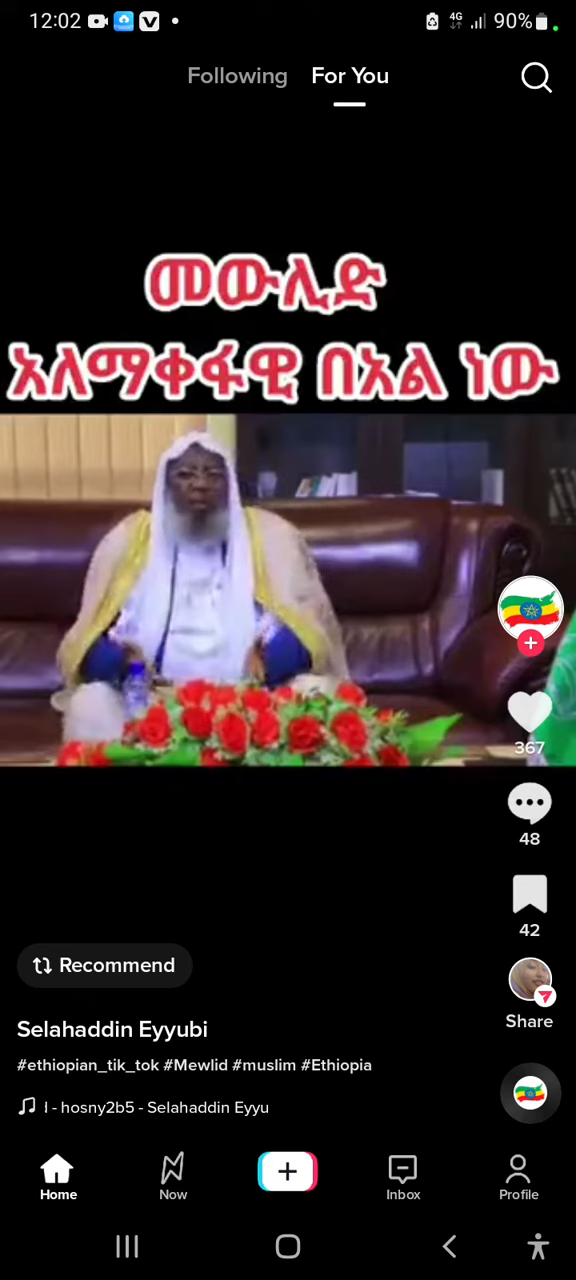 12:02
4G
90%
Following For You
መውሊድ
አለማቀፋዊ በአል ነው
367
48
42
Recommend
Share
Selahaddin Eyyubi
#ethiopian_tik_tok #Mewlid #muslim #Ethiopia
l - hosny2b5 - Selahaddin Eyyu
Home Now Inbox Profile